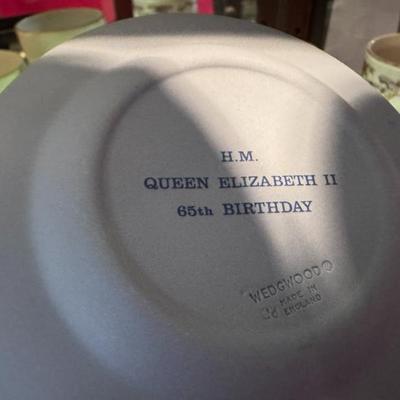 H.M.
QUEEN ELIZABETH II
65th BIRTHDAY
WEDGWOOD®
MADE IN
ENGLAND